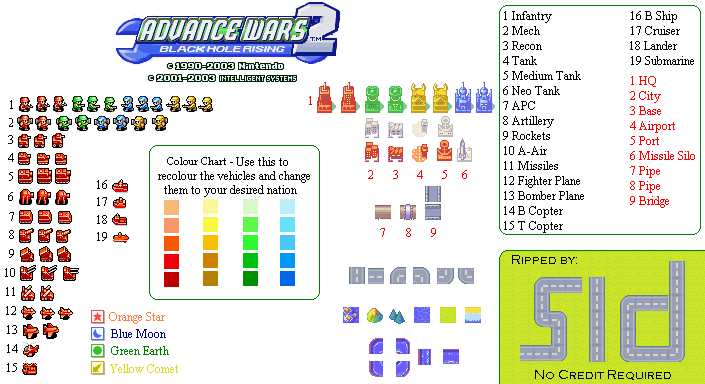 ADVANCE WARS 2 TM
BLACK HOLE RISING
© 1990-2003 Nintendo
© 2001-2003 INTELLIGENT SYSTEMS
1
2
3
4
5
6
7
8
9
10
11
12
13
14
15
16
17
18
19
Colour Chart - Use this to
recolour the vehicles and change
them to your desired nation
Orange Star
Blue Moon
Green Earth
Yellow Comet
1
2 3 4 5 6
7 8 9
1 Infantry
2 Mech
3 Recon
4 Tank
5 Medium Tank
6 Neo Tank
7 APC
8 Artillery
9 Rockets
10 A-Air
11 Missiles
12 Fighter Plane
13 Bomber Plane
14 B Copter
15 T Copter
16 B Ship
17 Cruiser
18 Lander
19 Submarine
1 HQ
2 City
3 Base
4 Airport
5 Port
6 Missile Silo
7 Pipe
8 Pipe
9 Bridge
RIPPED BY:
Sid
NO CREDIT REQUIRED